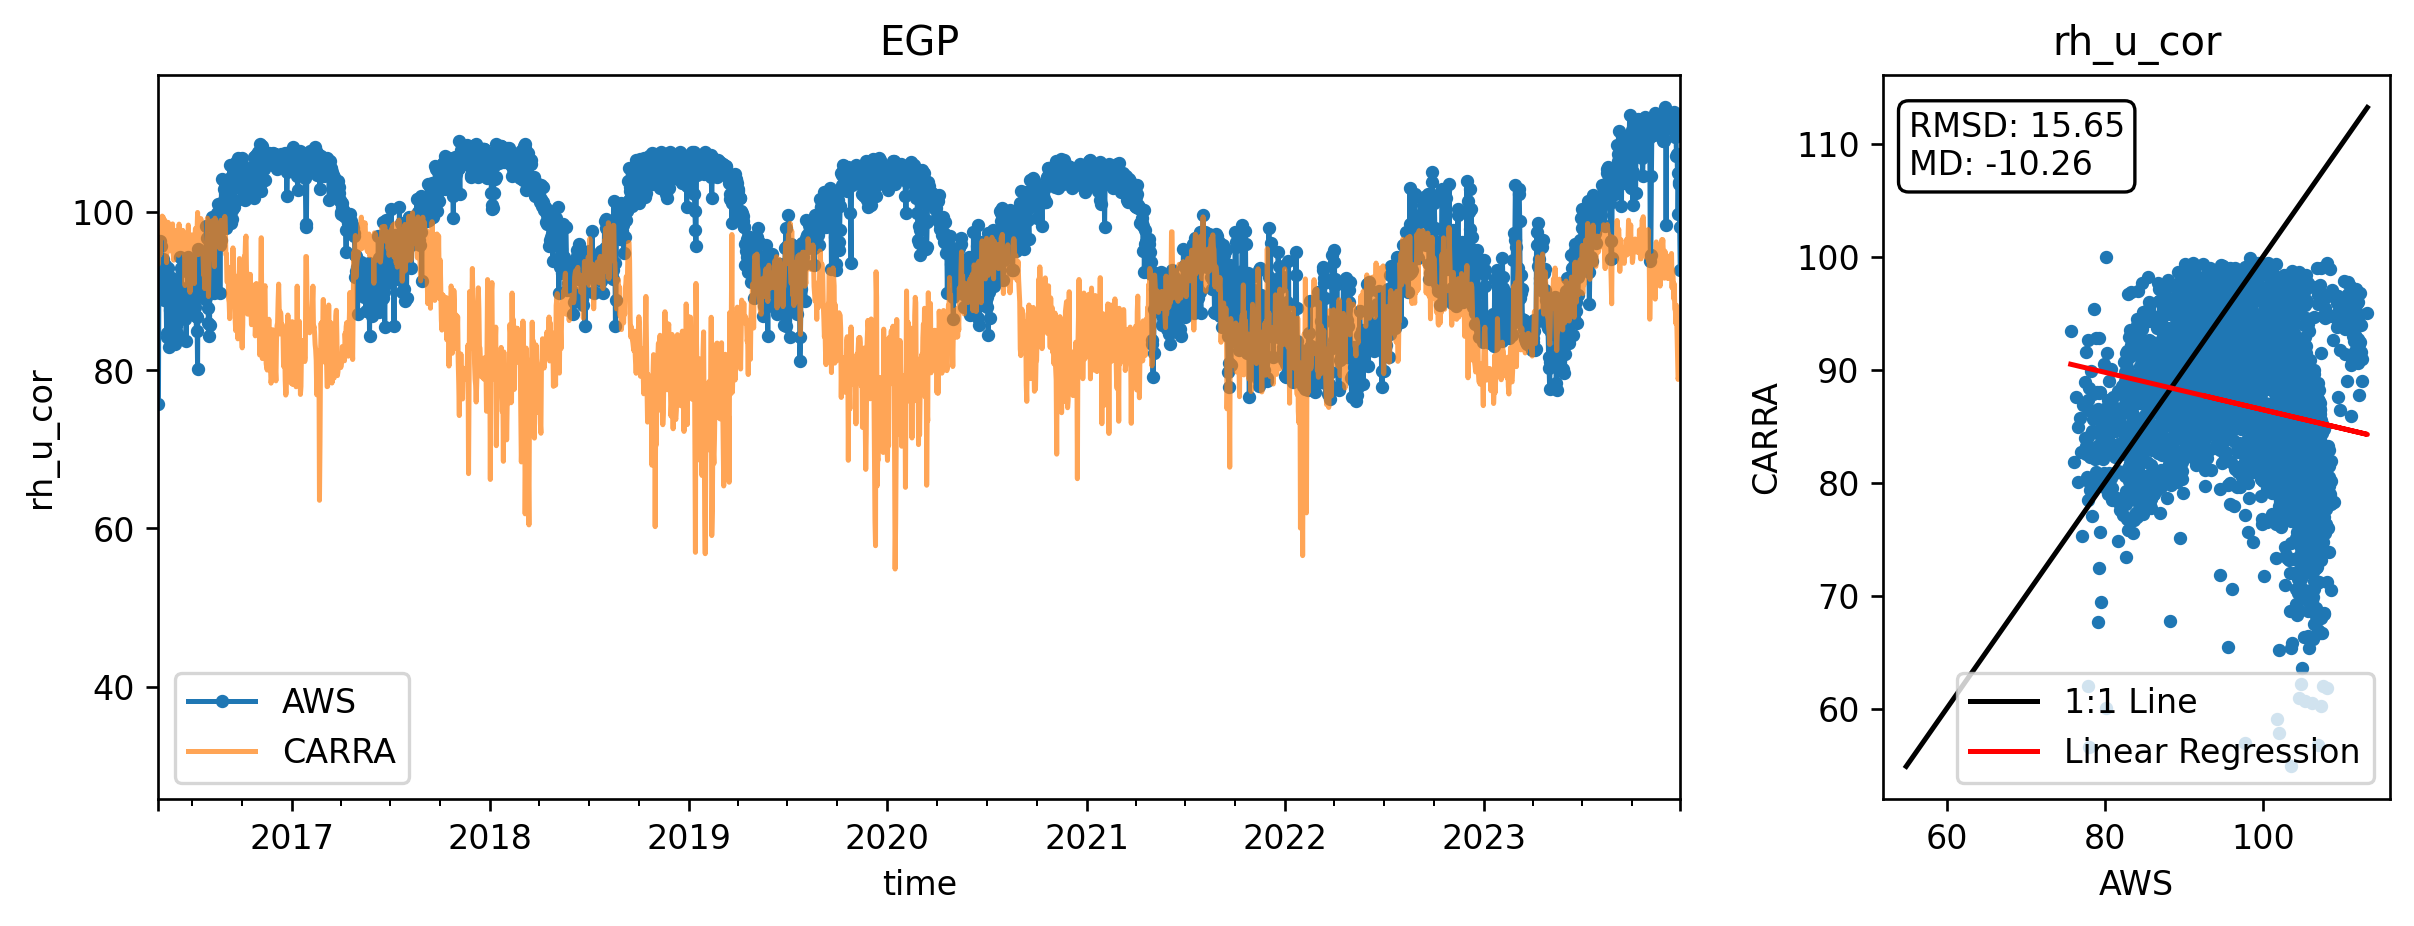 EGP
rh_u_cor
100
80
60
40
AWS
CARRA
2017 2018 2019 2020 2021 2022 2023
time
rh_u_cor
RMSD: 15.65
MD: -10.26
CARRA
110
100
90
80
70
60
1:1 Line
Linear Regression
60 80 100
AWS